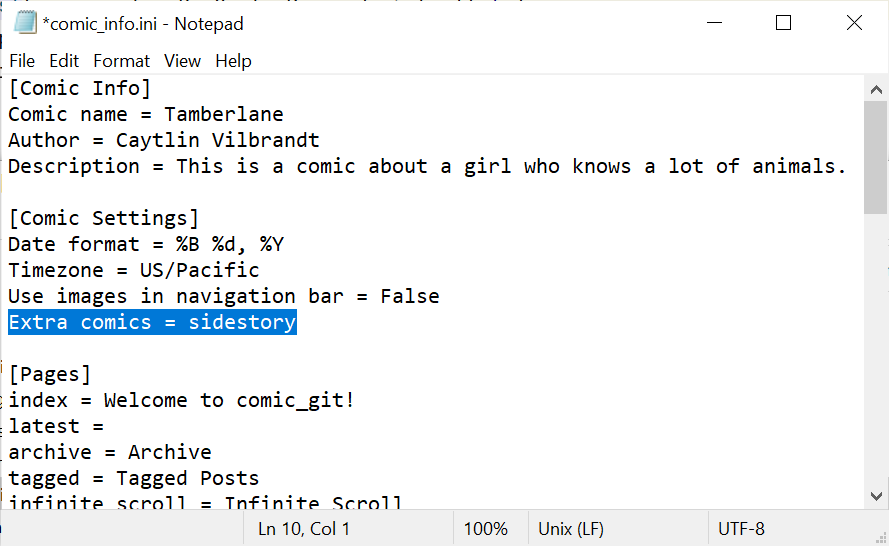 *comic_info.ini - Notepad
File Edit Format View Help
[Comic Info]
Comic name = Tamberlane
Author = Caytlin Vilbrandt
Description = This is a comic about a girl who knows a lot of animals.
[Comic Settings]
Date format = %B %d, %Y
Timezone = US/Pacific
Use images in navigation bar = False
Extra comics = sidestory
[Pages]
index = Welcome to comic_git!
latest =
archive = Archive
tagged = Tagged Posts
infinite_scroll = Infinite Scroll
Ln 10, Col 1 100% Unix (LF) UTF-8